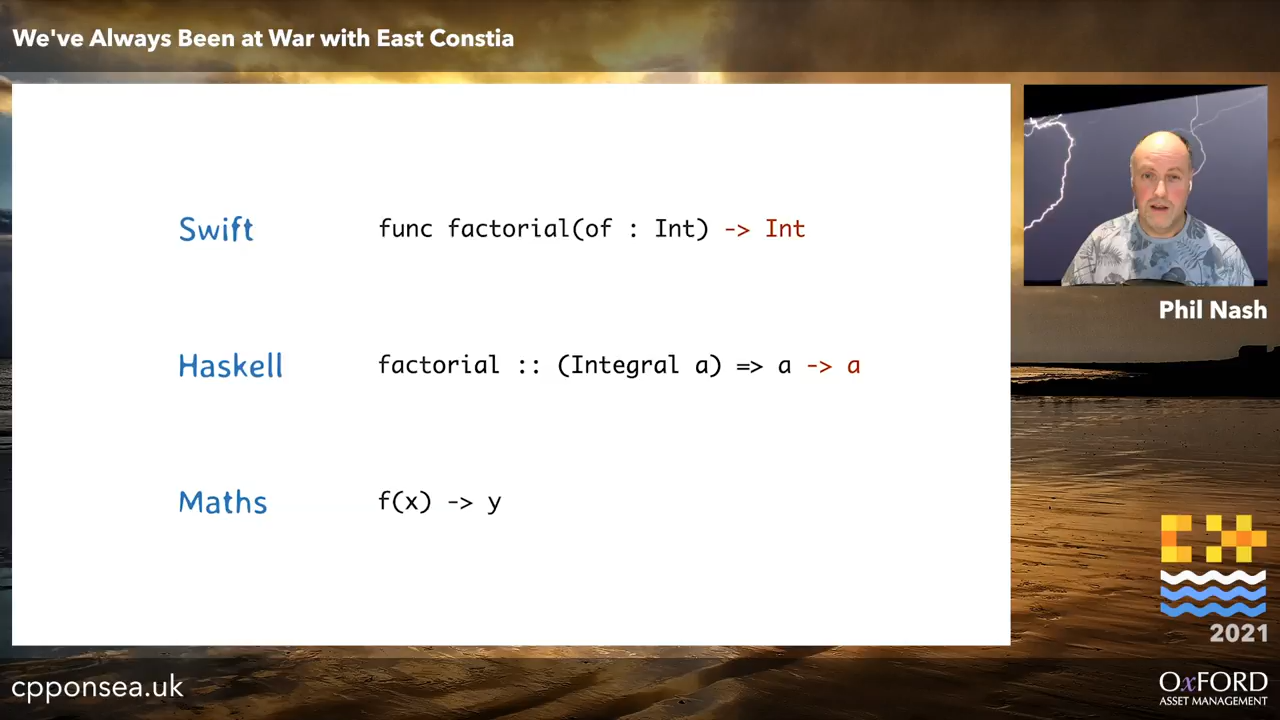 We've Always Been at War with East Constia
Swift func factorial(of : Int) -> Int
Haskell factorial :: (Integral a) => a -> a
Maths f(x) -> y
Phil Nash
C++
2021
cpponsea.uk
OxFORD
ASSET MANAGEMENT